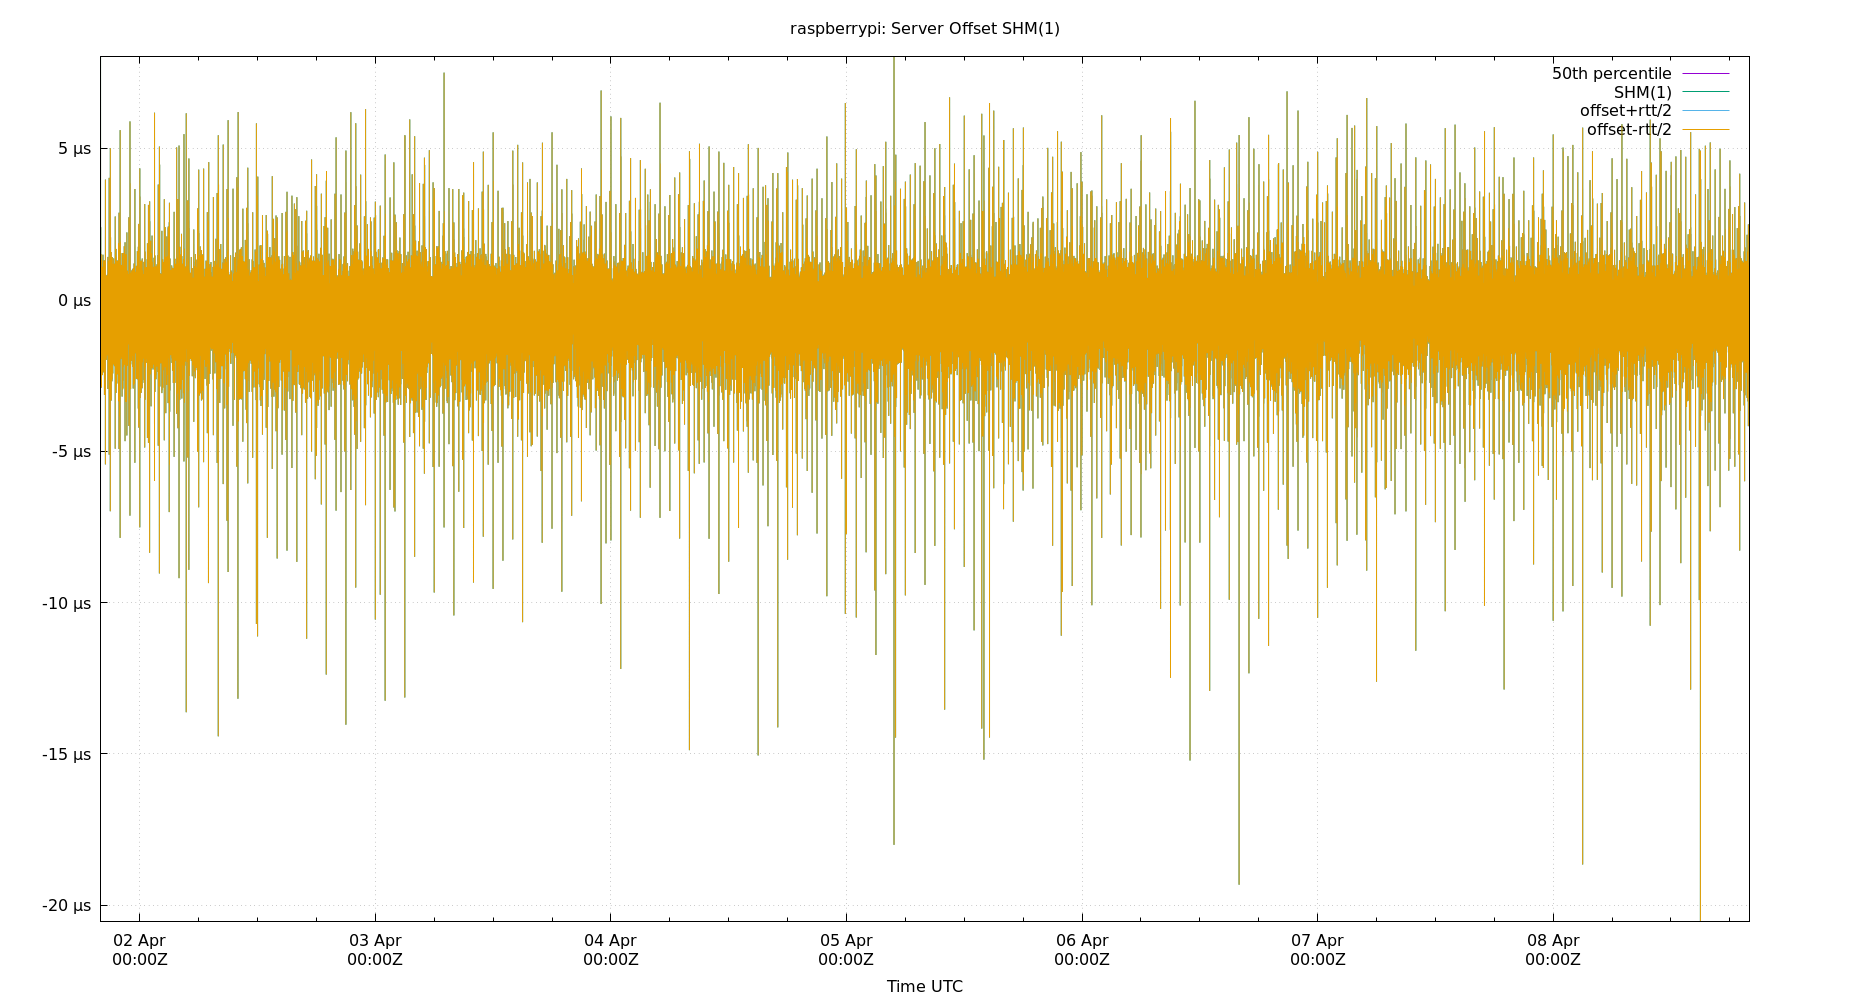 raspberrypi: Server Offset SHM(1)
50th percentile
SHM(1)
offset+rtt/2
offset-rtt/2
5 µs
0 µs
-5 µs
-10 µs
-15 µs
-20 µs
02 Apr 03 Apr 04 Apr 05 Apr 06 Apr 07 Apr 08 Apr
00:00Z 00:00Z 00:00Z 00:00Z 00:00Z 00:00Z 00:00Z
Time UTC